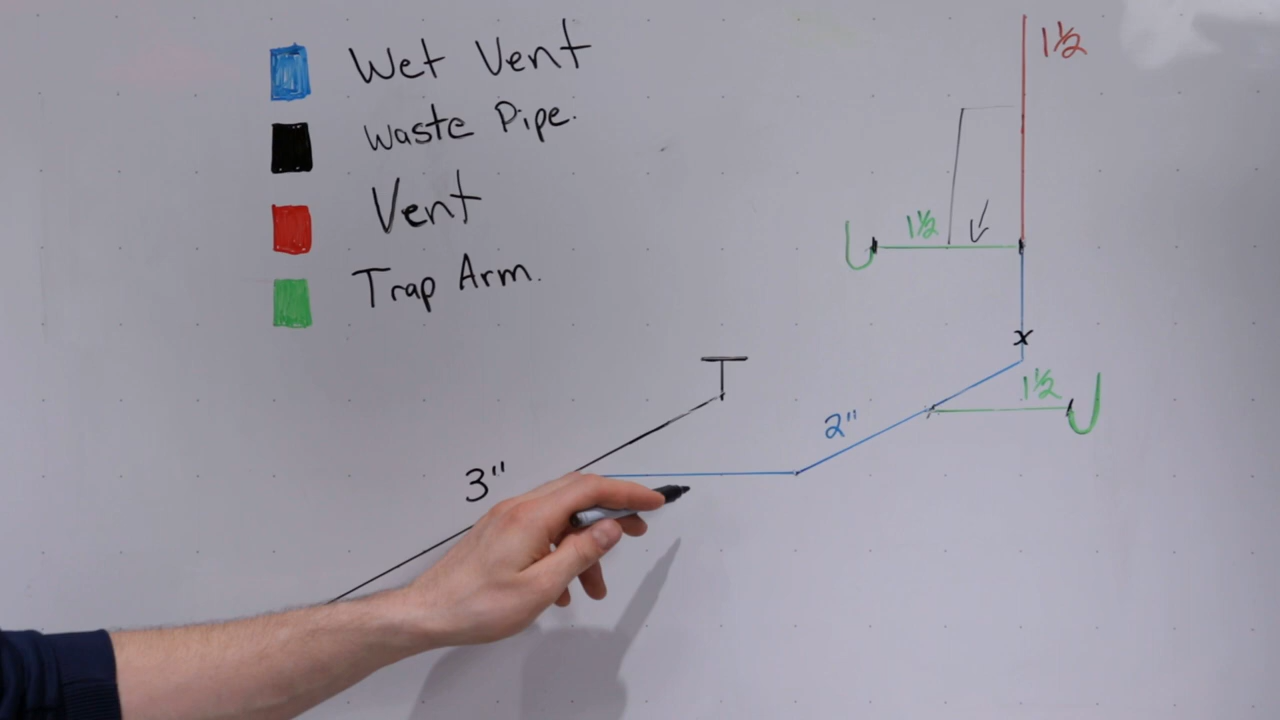 Wet Vent
Waste Pipe.
Vent
Trap Arm.
1½
1½
x
1½
2"
3"